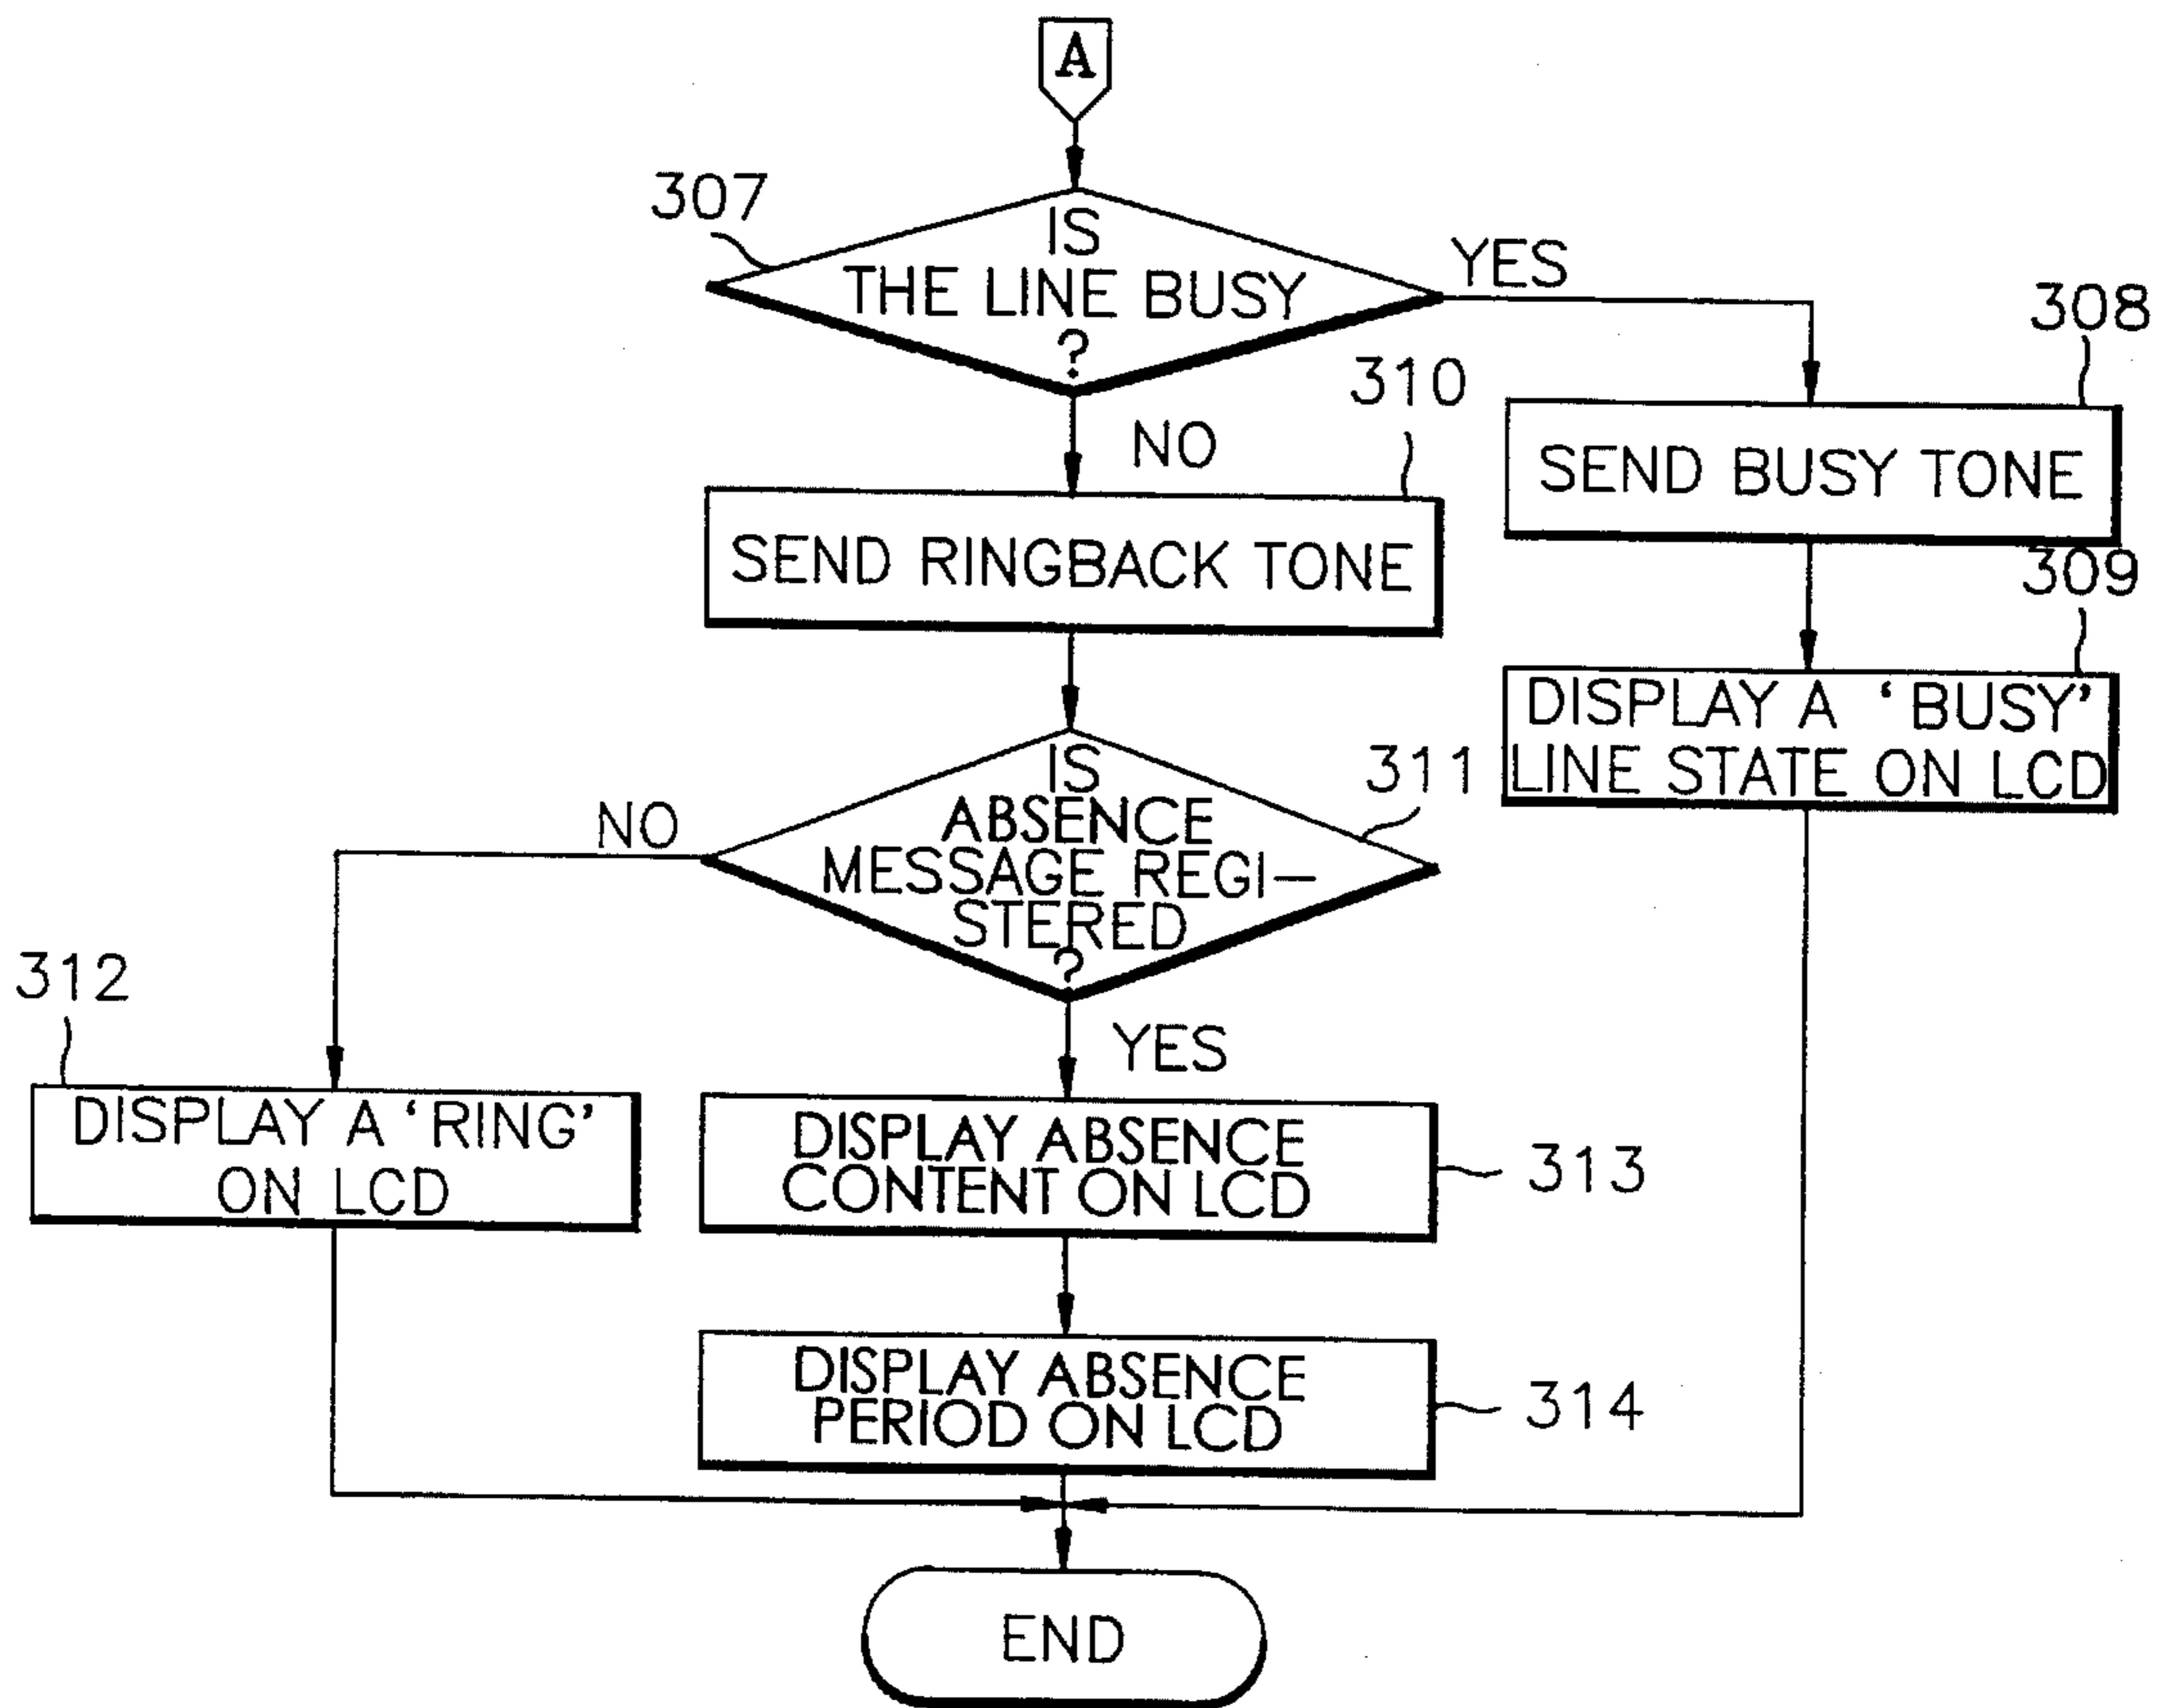 A
307
IS
THE LINE BUSY
?
YES
308
SEND BUSY TONE
NO
310
SEND RINGBACK TONE
309
DISPLAY A 'BUSY'
LINE STATE ON LCD
311
IS
ABSENCE
MESSAGE REGI-
STERED
?
NO
YES
312
DISPLAY A 'RING'
ON LCD
DISPLAY ABSENCE
CONTENT ON LCD
313
DISPLAY ABSENCE
PERIOD ON LCD
314
END